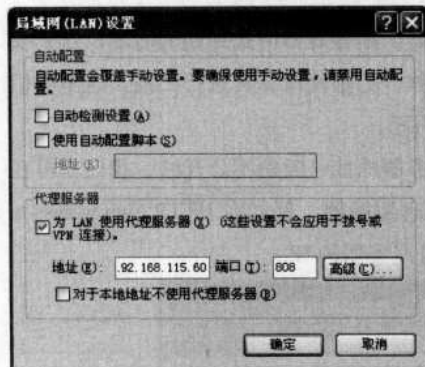 局域网(LAN)设置
自动配置
自动配置会覆盖手动设置。要确保使用手动设置，请禁用自动配
置。
自动检测设置(A)
使用自动配置脚本(S)
地址(R)
代理服务器
为 LAN 使用代理服务器(X) (这些设置不会应用于拨号或
VPN 连接)。
地址(E): .92.168.115.60 端口(T): 808 高级(C)...
对于本地地址不使用代理服务器(B)
确定 取消